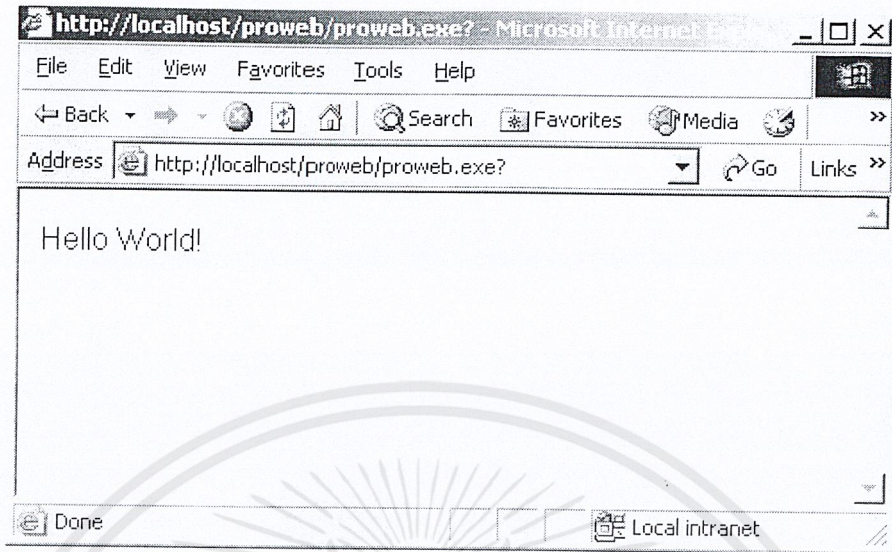 http://localhost/proweb/proweb.exe? - Microsoft Internet
File Edit View Favorites Tools Help
Back Search Favorites Media »
Address http://localhost/proweb/proweb.exe? Go Links »
Hello World!
Done Local intranet